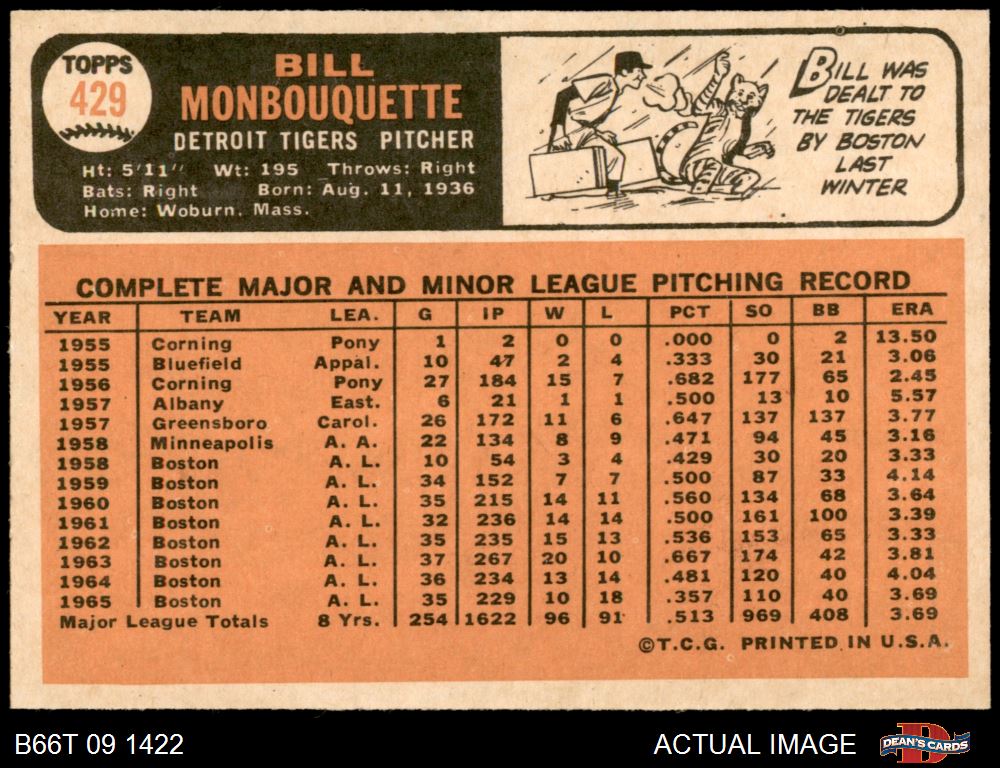 TOPPS
429
BILL
MONBOUQUETTE
DETROIT TIGERS PITCHER
Ht: 5'11" Wt: 195 Throws: Right
Bats: Right Born: Aug. 11, 1936
Home: Woburn, Mass.
BILL WAS
DEALT TO
THE TIGERS
BY BOSTON
LAST
WINTER
COMPLETE MAJOR AND MINOR LEAGUE PITCHING RECORD
YEAR TEAM LEA. G IP W L PCT SO BB ERA
1955 Corning Pony 1 2 0 0 .000 0 2 13.50
1955 Bluefield Appal. 10 47 2 4 .333 30 21 3.06
1956 Corning Pony 27 184 15 7 .682 177 65 2.45
1957 Albany East. 6 21 1 1 .500 13 10 5.57
1957 Greensboro Carol. 26 172 11 6 .647 137 137 3.77
1958 Minneapolis A. A. 22 134 8 9 .471 94 45 3.16
1958 Boston A. L. 10 54 3 4 .429 30 20 3.33
1959 Boston A. L. 34 152 7 7 .500 87 33 4.14
1960 Boston A. L. 35 215 14 11 .560 134 68 3.64
1961 Boston A. L. 32 236 14 14 .500 161 100 3.39
1962 Boston A. L. 35 235 15 13 .536 153 65 3.33
1963 Boston A. L. 37 267 20 10 .667 174 42 3.81
1964 Boston A. L. 36 234 13 14 .481 120 40 4.04
1965 Boston A. L. 35 229 10 18 .357 110 40 3.69
Major League Totals 8 Yrs. 254 1622 96 91 .513 969 408 3.69
©T.C.G. PRINTED IN U.S.A.
B66T 09 1422
ACTUAL IMAGE
DEAN'S CARDS